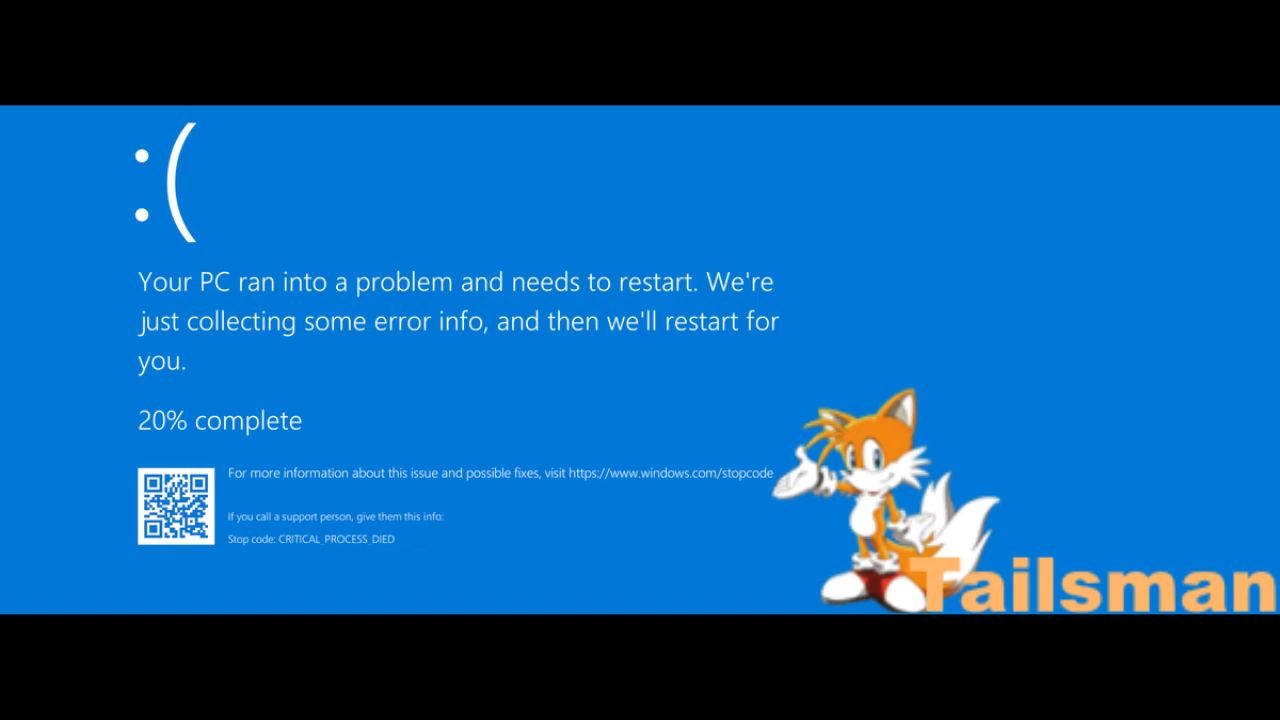 :(
Your PC ran into a problem and needs to restart. We're
just collecting some error info, and then we'll restart for
you.
20% complete
For more information about this issue and possible fixes, visit https://www.windows.com/stopcode
If you call a support person, give them this info:
Stop code: CRITICAL_PROCESS_DIED
Tailsman